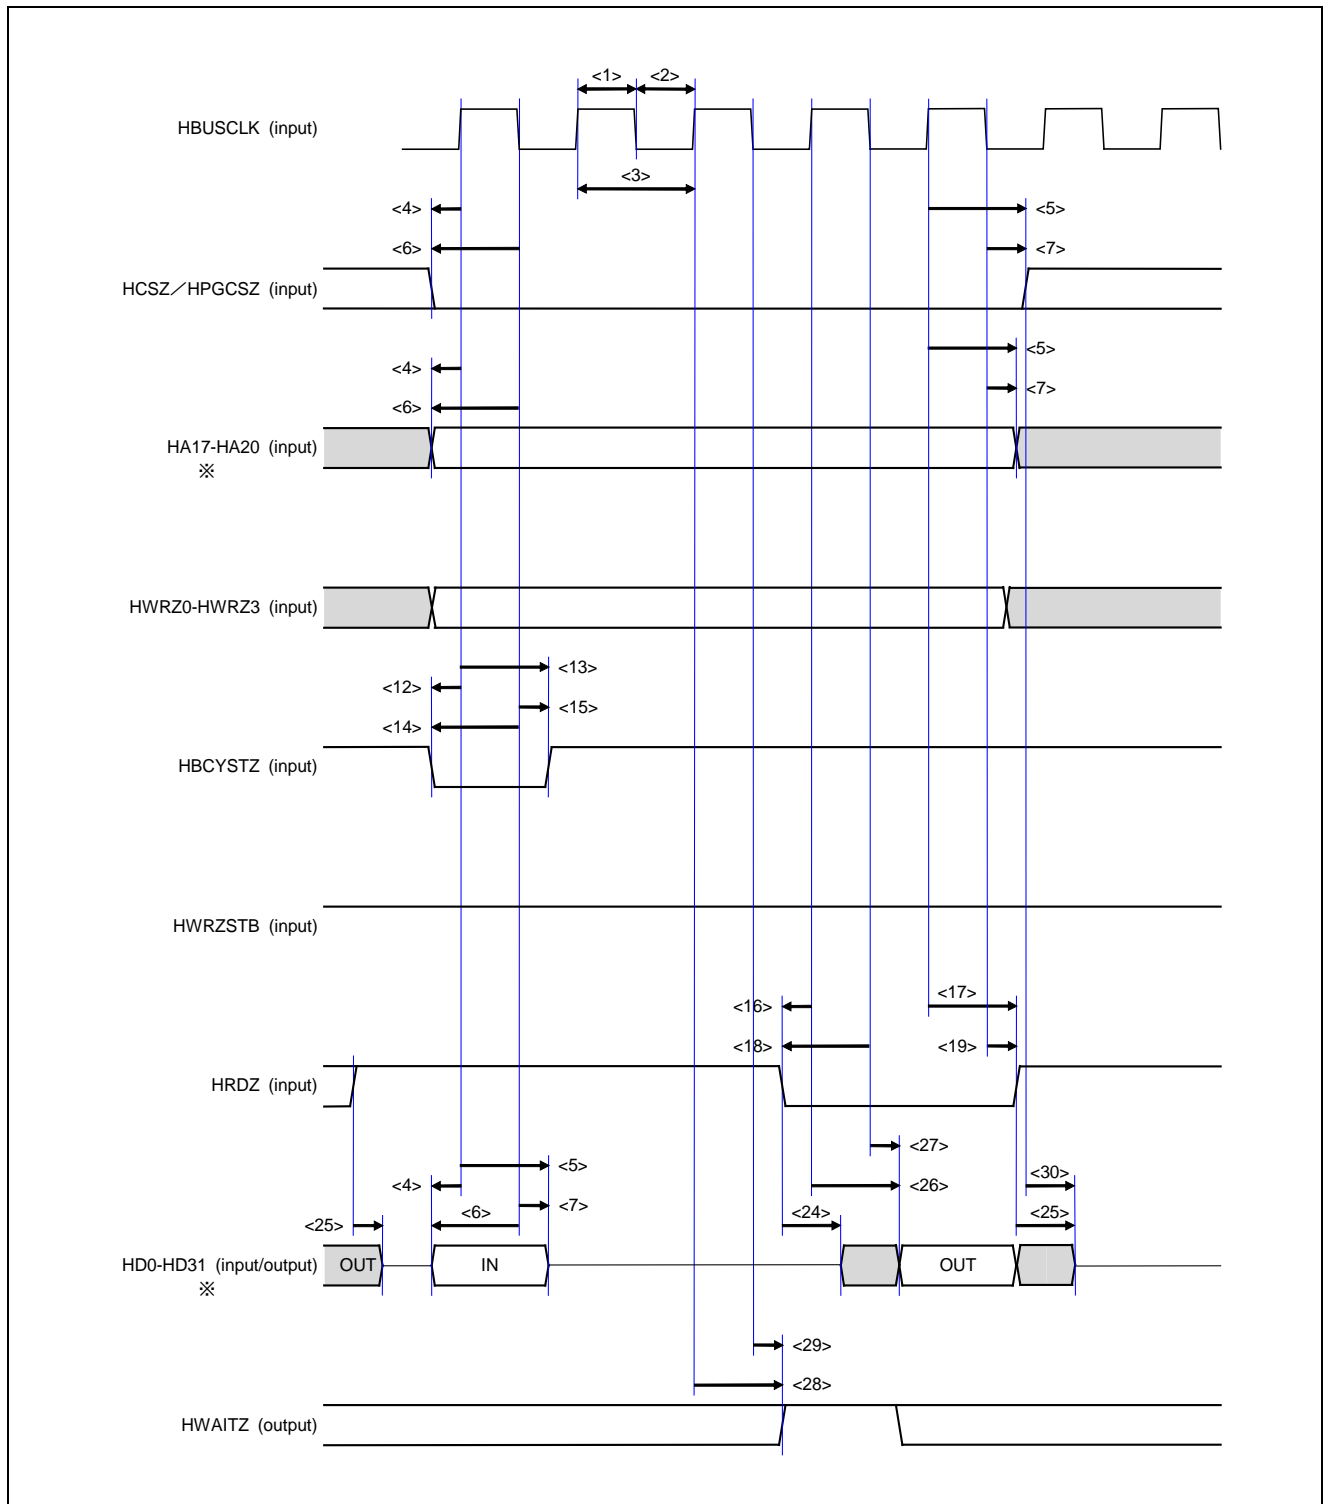 <1> <2>
HBUSCLK (input)
<3>
<4> <5>
<6> <7>
HCSZ／HPGCSZ (input)
<5>
<4>
<7>
<6>
HA17-HA20 (input)
※
HWRZ0-HWRZ3 (input)
<13>
<12>
<15>
<14>
HBCYSTZ (input)
HWRZSTB (input)
<16> <17>
<18> <19>
HRDZ (input)
<27>
<5> <30>
<4> <26>
<7>
<25> <6> <24> <25>
HD0-HD31 (input/output) OUT IN OUT
※
<29>
<28>
HWAITZ (output)